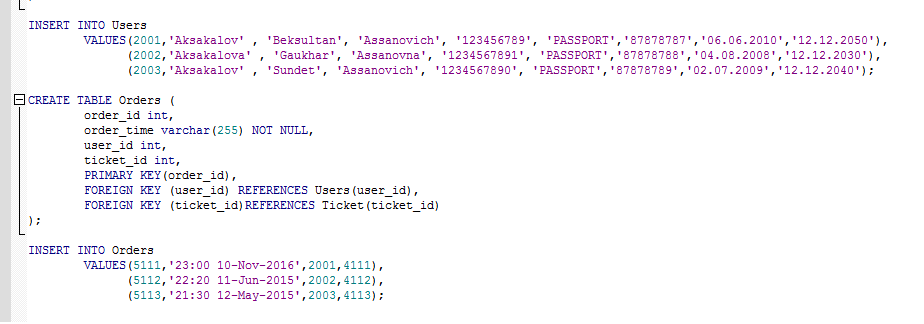 INSERT INTO Users
VALUES(2001,'Aksakalov' , 'Beksultan', 'Assanovich', '123456789', 'PASSPORT','87878787','06.06.2010','12.12.2050'),
(2002,'Aksakalova' , 'Gaukhar', 'Assanovna', '1234567891', 'PASSPORT','87878788','04.08.2008','12.12.2030'),
(2003,'Aksakalov' , 'Sundet', 'Assanovich', '1234567890', 'PASSPORT','87878789','02.07.2009','12.12.2040');
CREATE TABLE Orders (
order_id int,
order_time varchar(255) NOT NULL,
user_id int,
ticket_id int,
PRIMARY KEY(order_id),
FOREIGN KEY (user_id) REFERENCES Users(user_id),
FOREIGN KEY (ticket_id)REFERENCES Ticket(ticket_id)
);
INSERT INTO Orders
VALUES(5111,'23:00 10-Nov-2016',2001,4111),
(5112,'22:20 11-Jun-2015',2002,4112),
(5113,'21:30 12-May-2015',2003,4113);